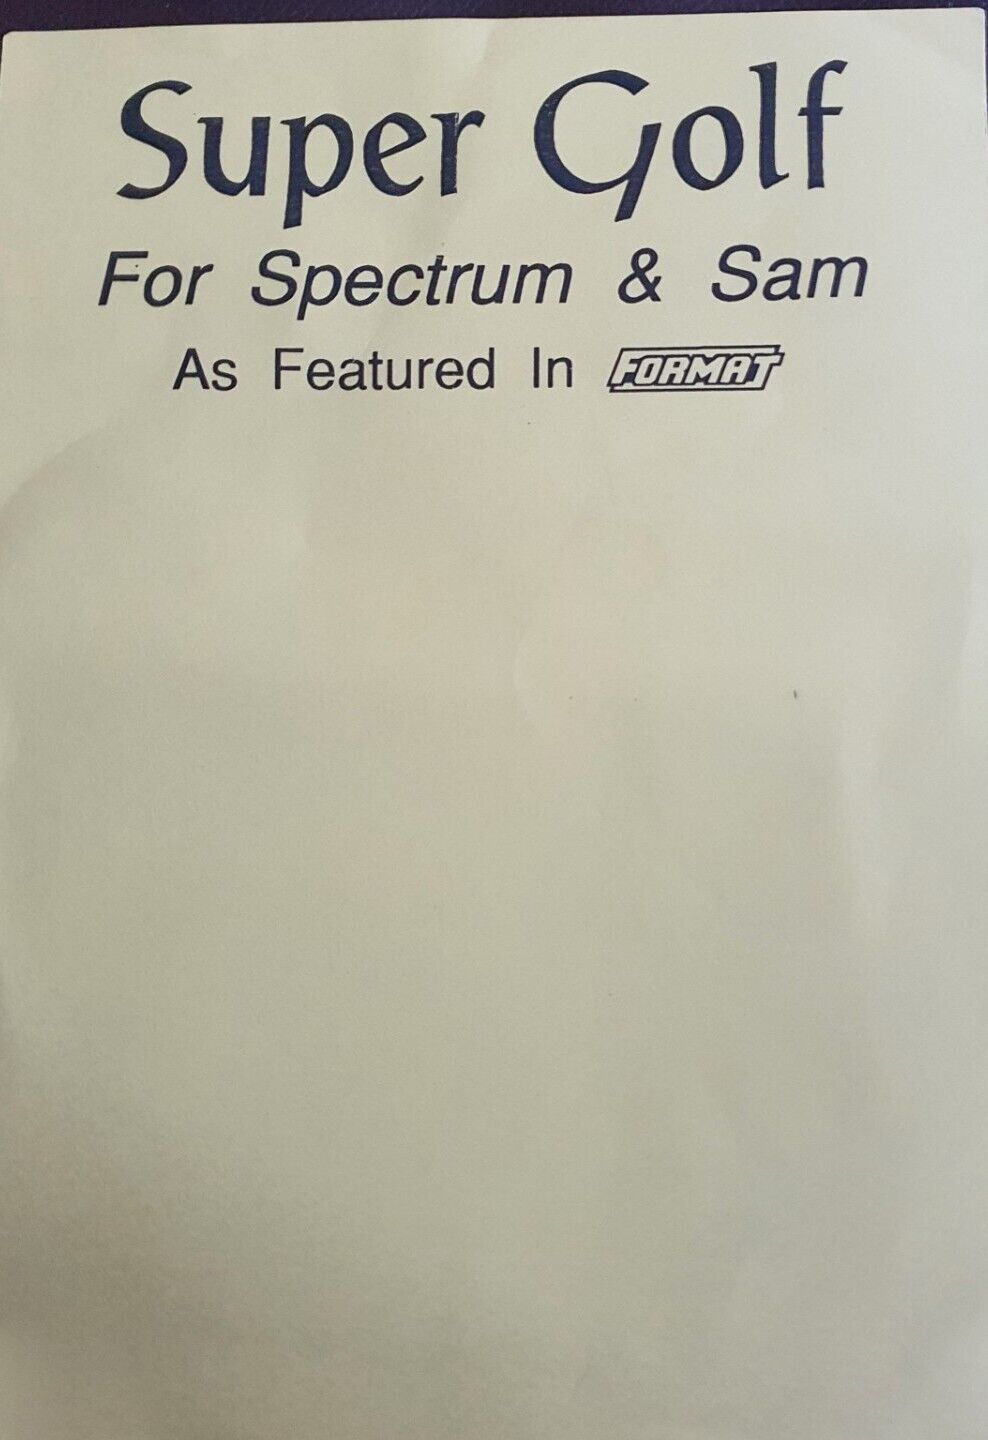 Super Golf
For Spectrum & Sam
As Featured In FORMAT